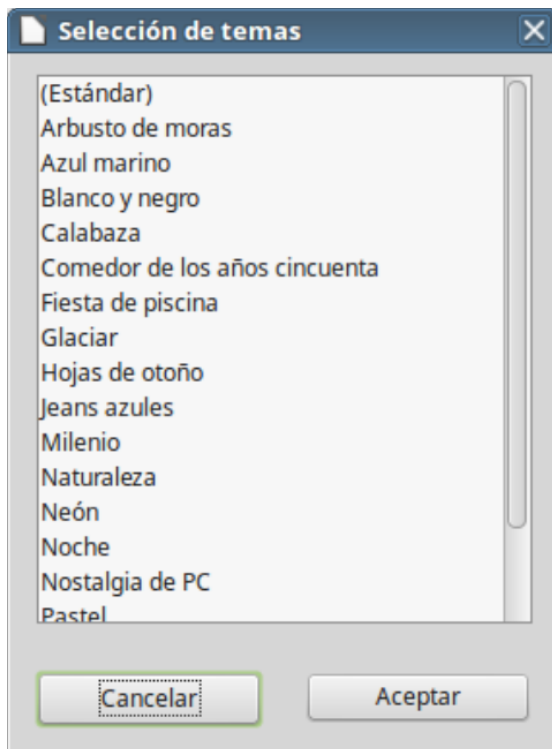 Selección de temas
(Estándar)
Arbusto de moras
Azul marino
Blanco y negro
Calabaza
Comedor de los años cincuenta
Fiesta de piscina
Glaciar
Hojas de otoño
Jeans azules
Milenio
Naturaleza
Neón
Noche
Nostalgia de PC
Pastel
Cancelar
Aceptar